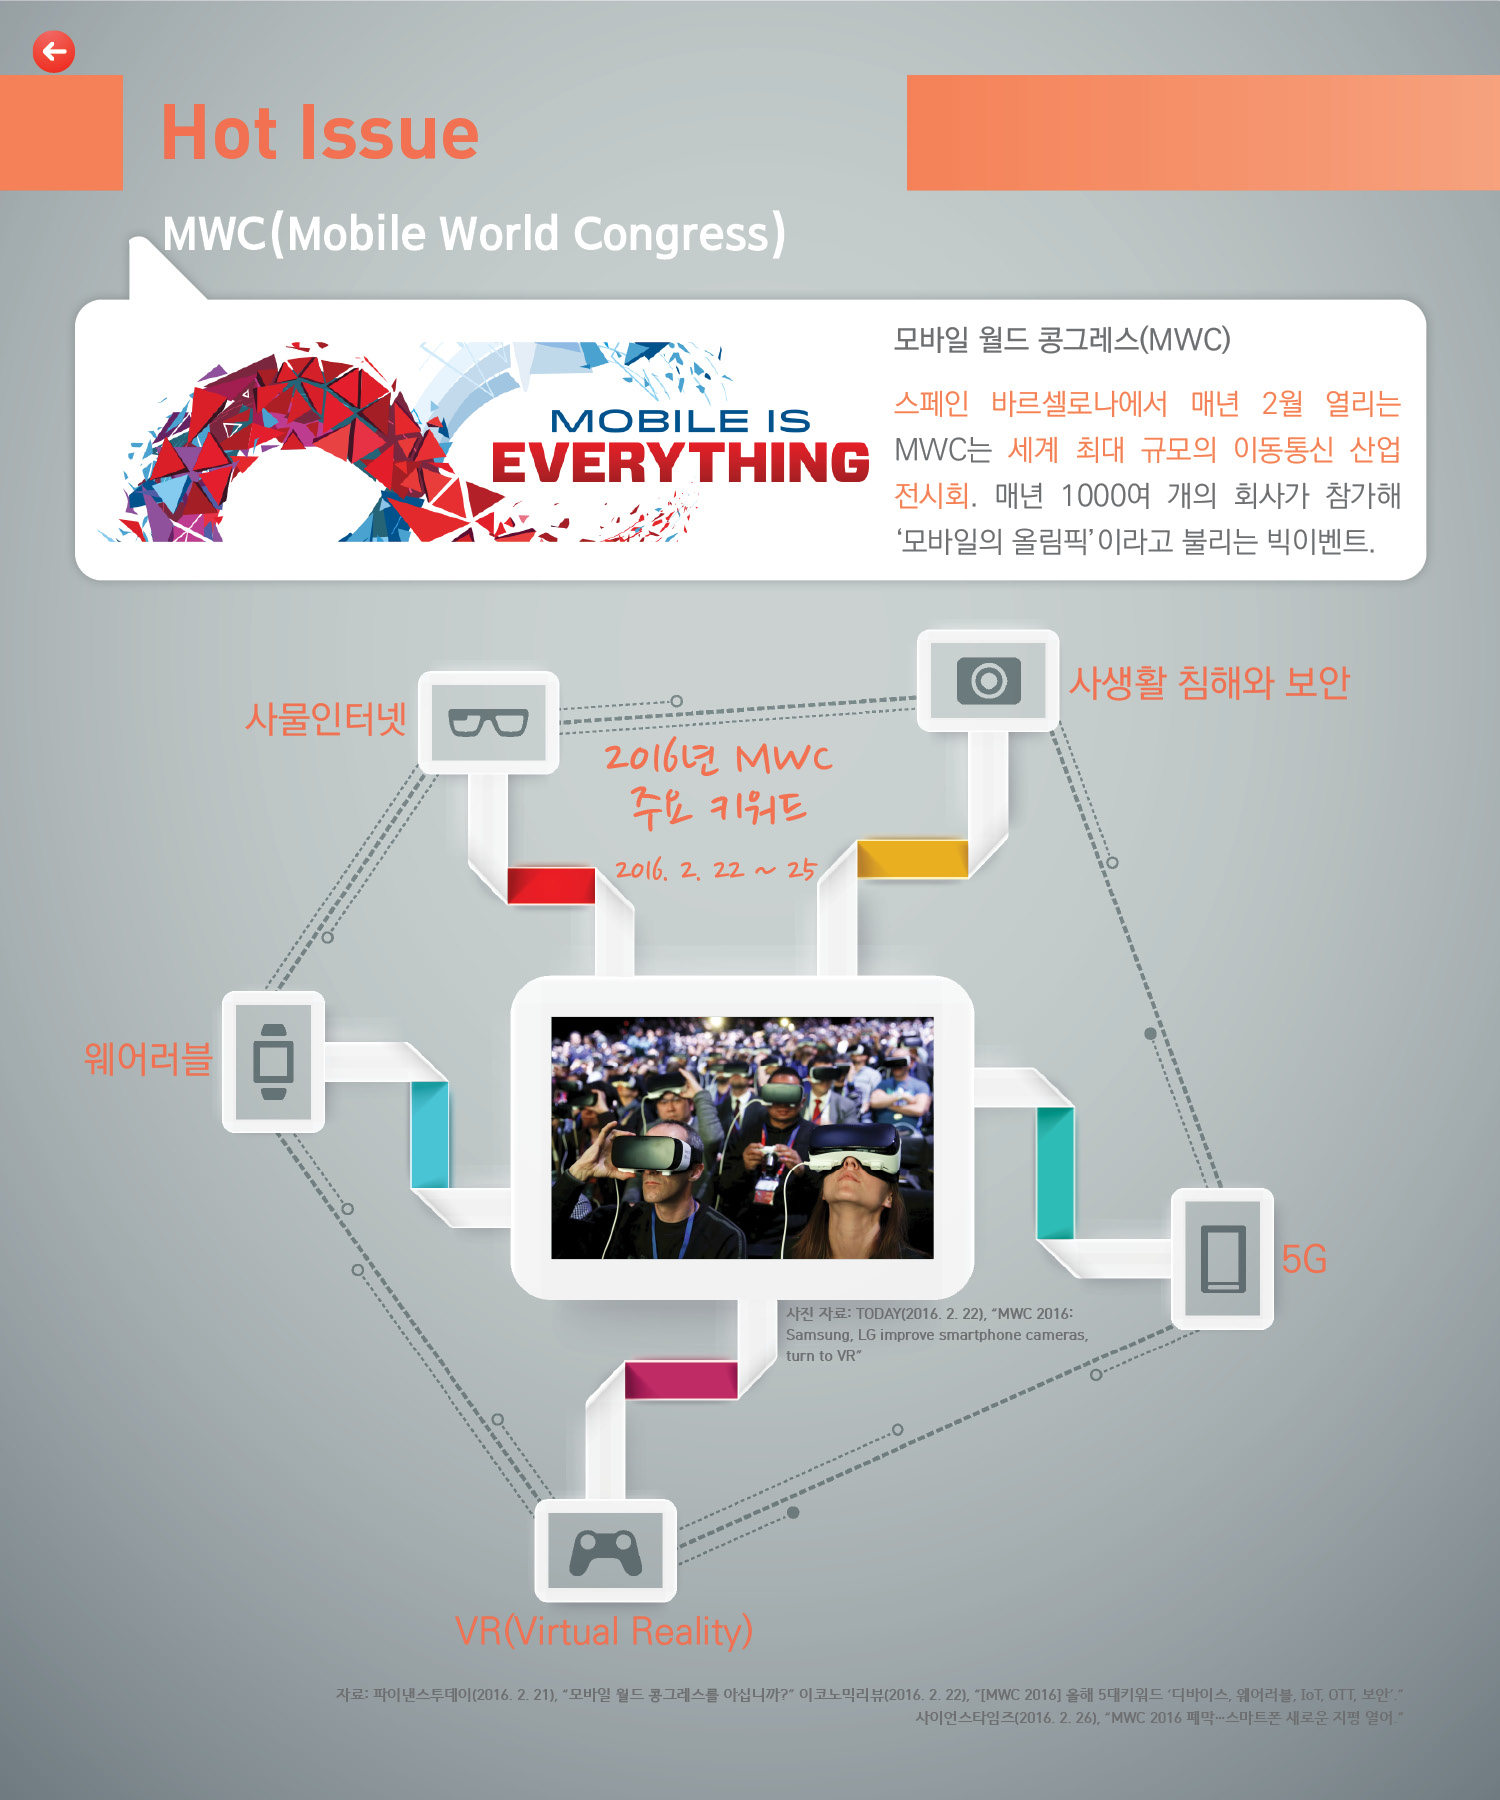 Hot Issue
MWC(Mobile World Congress)
MOBILE IS
EVERYTHING
모바일 월드 콩그레스(MWC)
스페인 바르셀로나에서 매년 2월 열리는
MWC는 세계 최대 규모의 이동통신 산업
전시회. 매년 1000여 개의 회사가 참가해
‘모바일의 올림픽’이라고 불리는 빅이벤트.
사물인터넷
사생활 침해와 보안
2016년 MWC
주요 키워드
2016. 2. 22 ~ 25
웨어러블
5G
사진 자료: TODAY(2016. 2. 22), “MWC 2016:
Samsung, LG improve smartphone cameras,
turn to VR”
VR(Virtual Reality)
자료: 파이낸스투데이(2016. 2. 21), “모바일 월드 콩그레스를 아십니까?” 이코노믹리뷰(2016. 2. 22), “[MWC 2016] 올해 5대키워드 ‘디바이스, 웨어러블, IoT, OTT, 보안’.”
사이언스타임즈(2016. 2. 26), “MWC 2016 폐막…스마트폰 새로운 지평 열어.”